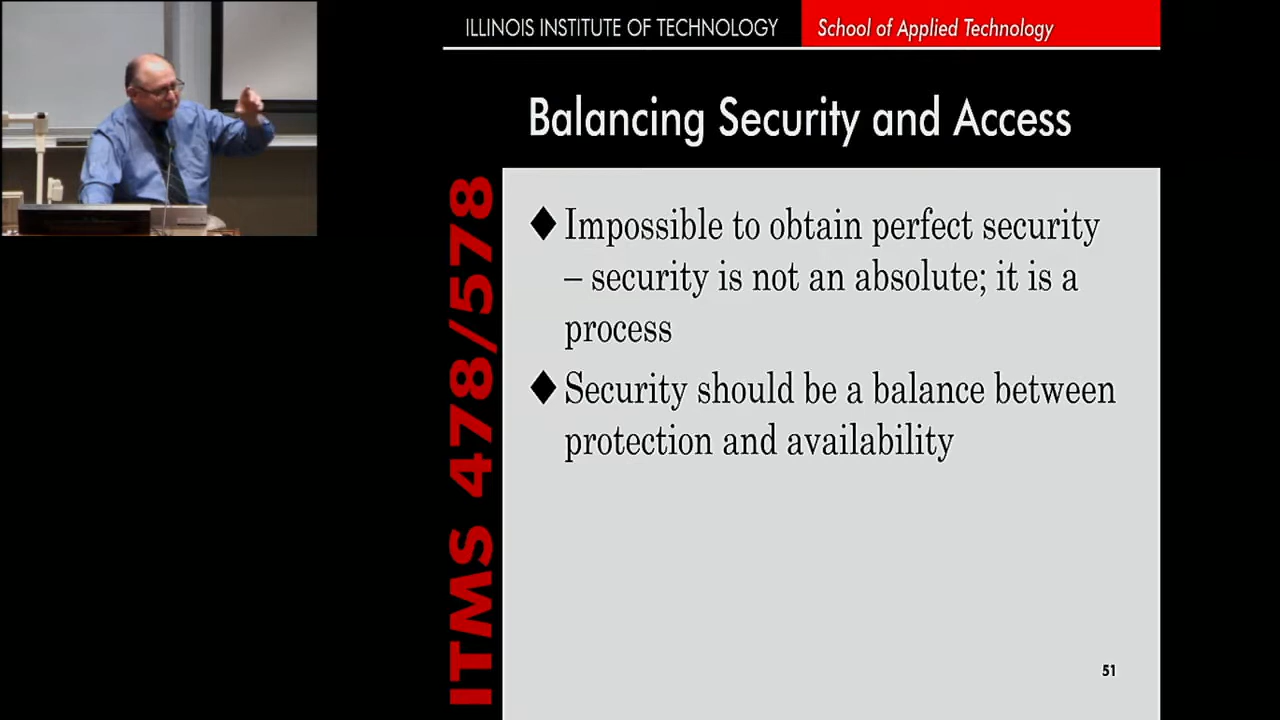 ILLINOIS INSTITUTE OF TECHNOLOGY
School of Applied Technology
Balancing Security and Access
ITMS 478/578
◆ Impossible to obtain perfect security
– security is not an absolute; it is a
process
◆ Security should be a balance between
protection and availability
51